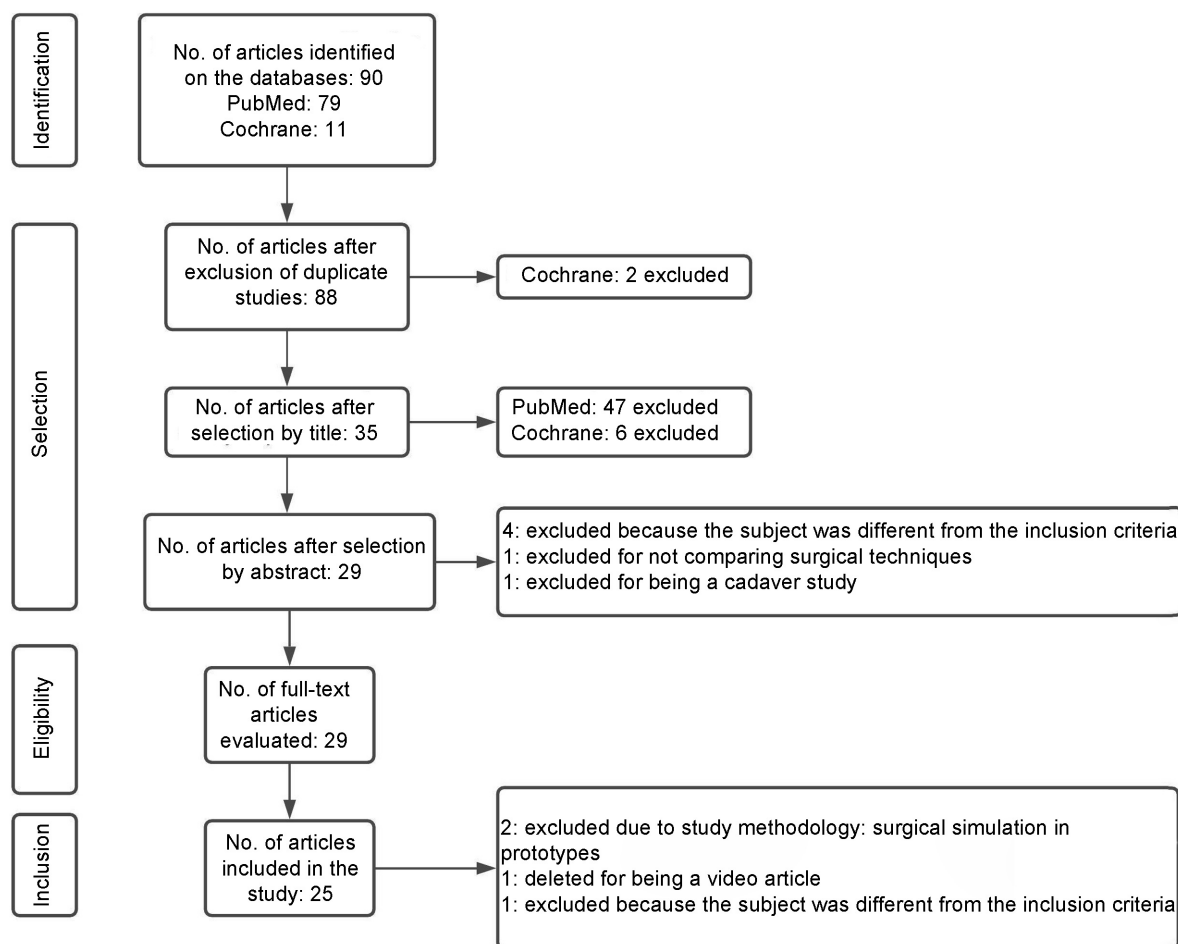 Identification
No. of articles identified
on the databases: 90
PubMed: 79
Cochrane: 11
Selection
No. of articles after
exclusion of duplicate
studies: 88
Cochrane: 2 excluded
No. of articles after
selection by title: 35
PubMed: 47 excluded
Cochrane: 6 excluded
No. of articles after selection
by abstract: 29
4: excluded because the subject was different from the inclusion criteria
1: excluded for not comparing surgical techniques
1: excluded for being a cadaver study
Eligibility
No. of full-text
articles
evaluated: 29
Inclusion
No. of articles
included in the
study: 25
2: excluded due to study methodology: surgical simulation in
prototypes
1: deleted for being a video article
1: excluded because the subject was different from the inclusion criteria